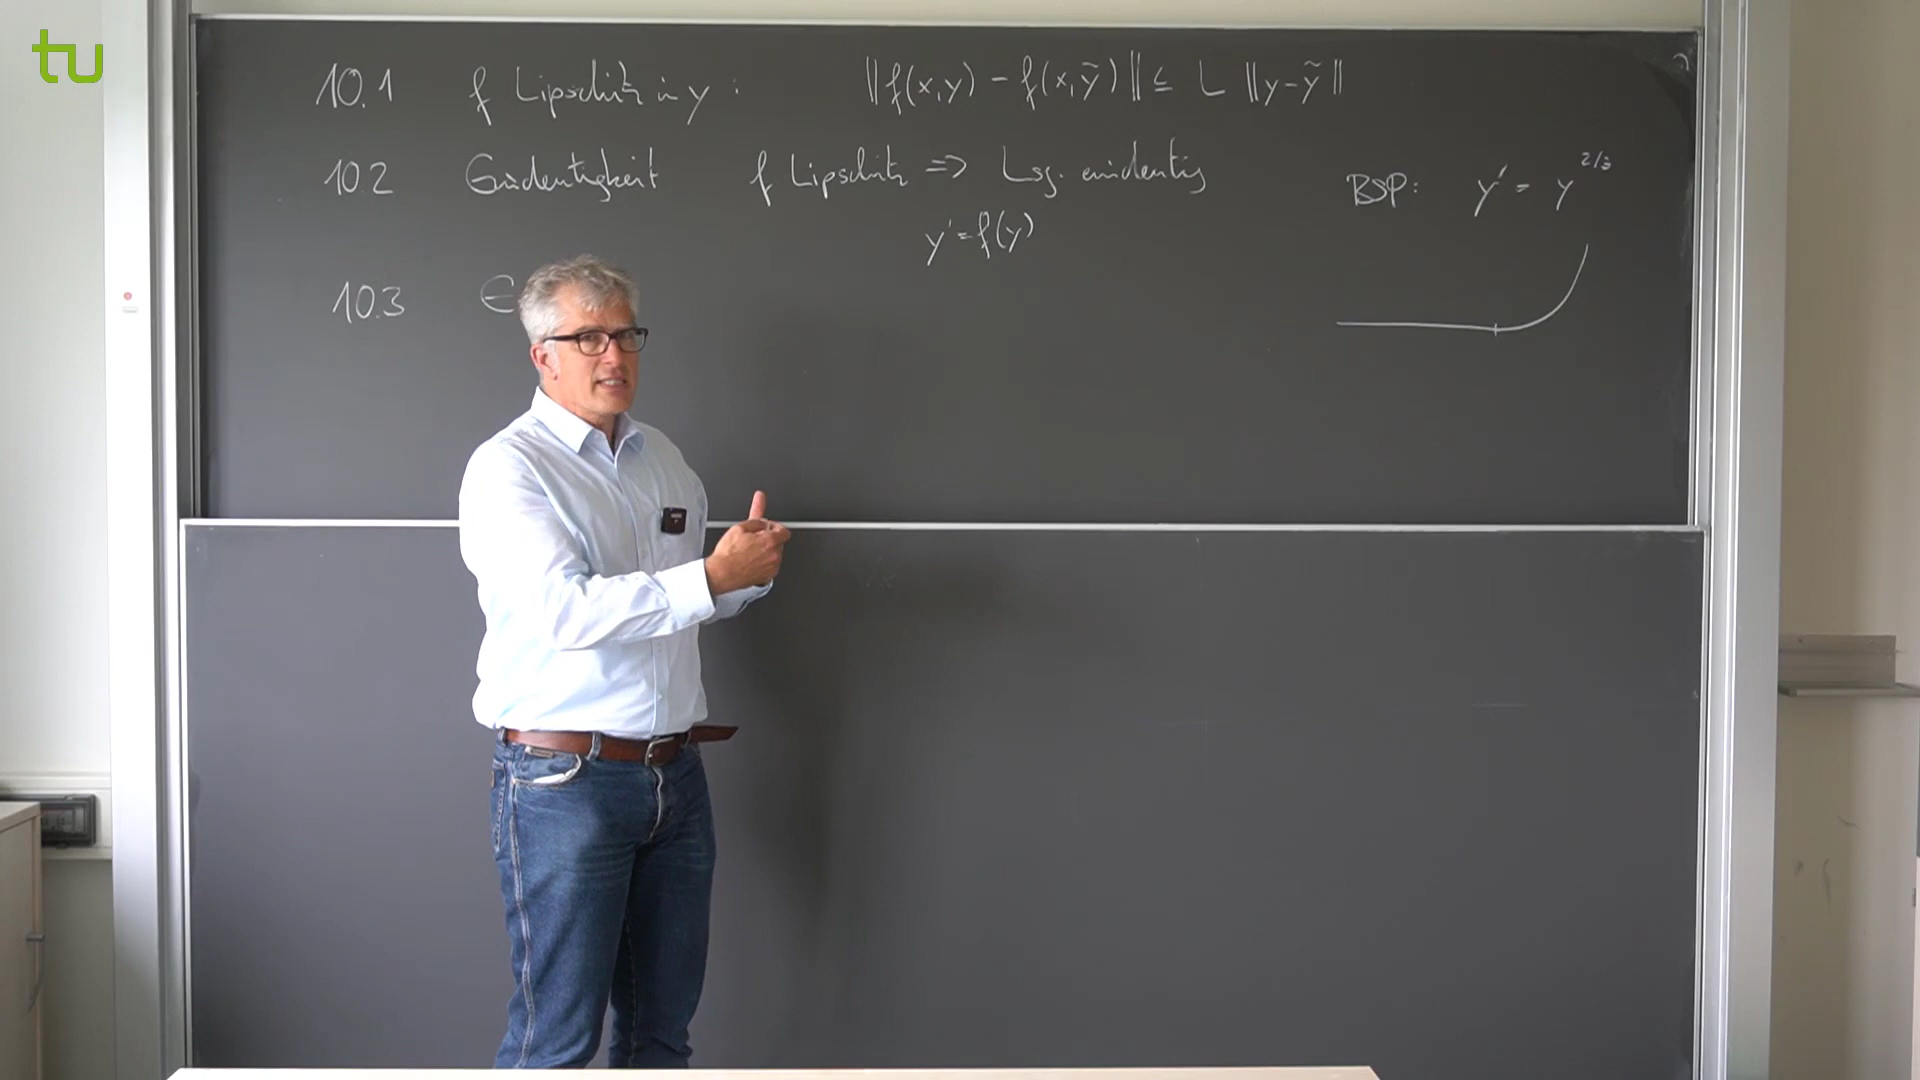 tu
10.1 f Lipschitz in y : ||f(x,y) - f(x,ỹ)|| ≤ L ||y-ỹ||
10.2 Eindeutigkeit f Lipschitz => Lsg. eindeutig
y' = f(y)
BSP: y' = y^2/3
10.3 E